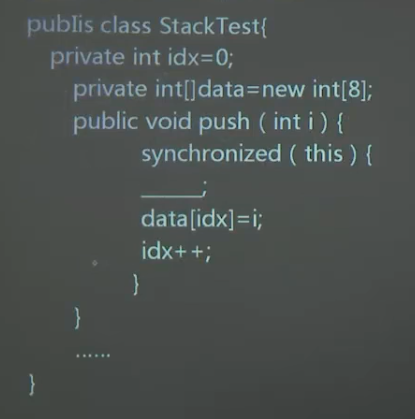 publis class StackTest{
private int idx=0;
private int[]data=new int[8];
public void push ( int i ) {
synchronized ( this ) {
_____;
data[idx]=i;
idx++;
}
}
......
}